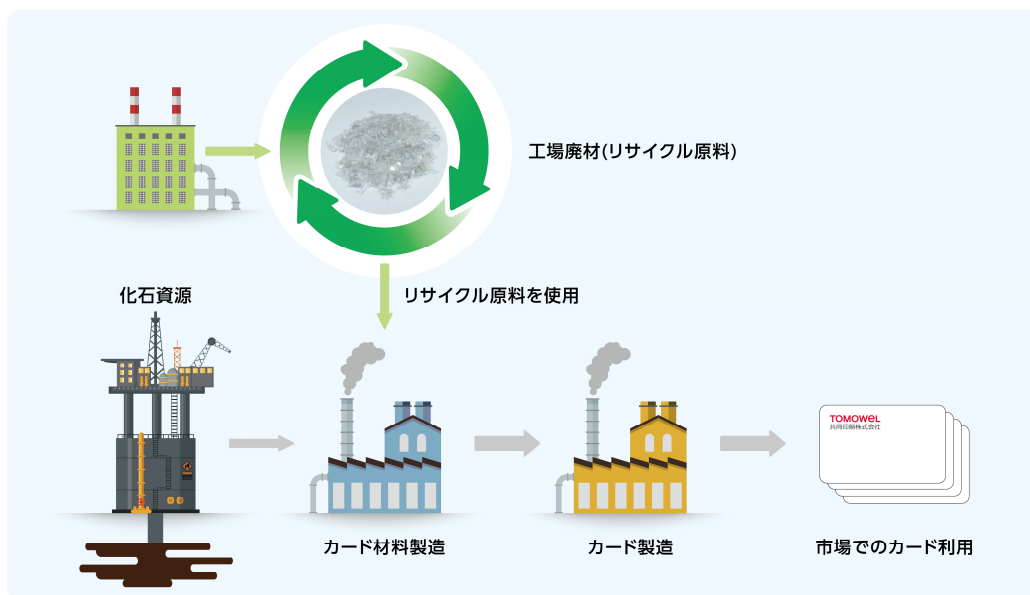 工場廃材(リサイクル原料)
化石資源
リサイクル原料を使用
TOMOWEL
共同印刷株式会社
カード材料製造
カード製造
市場でのカード利用